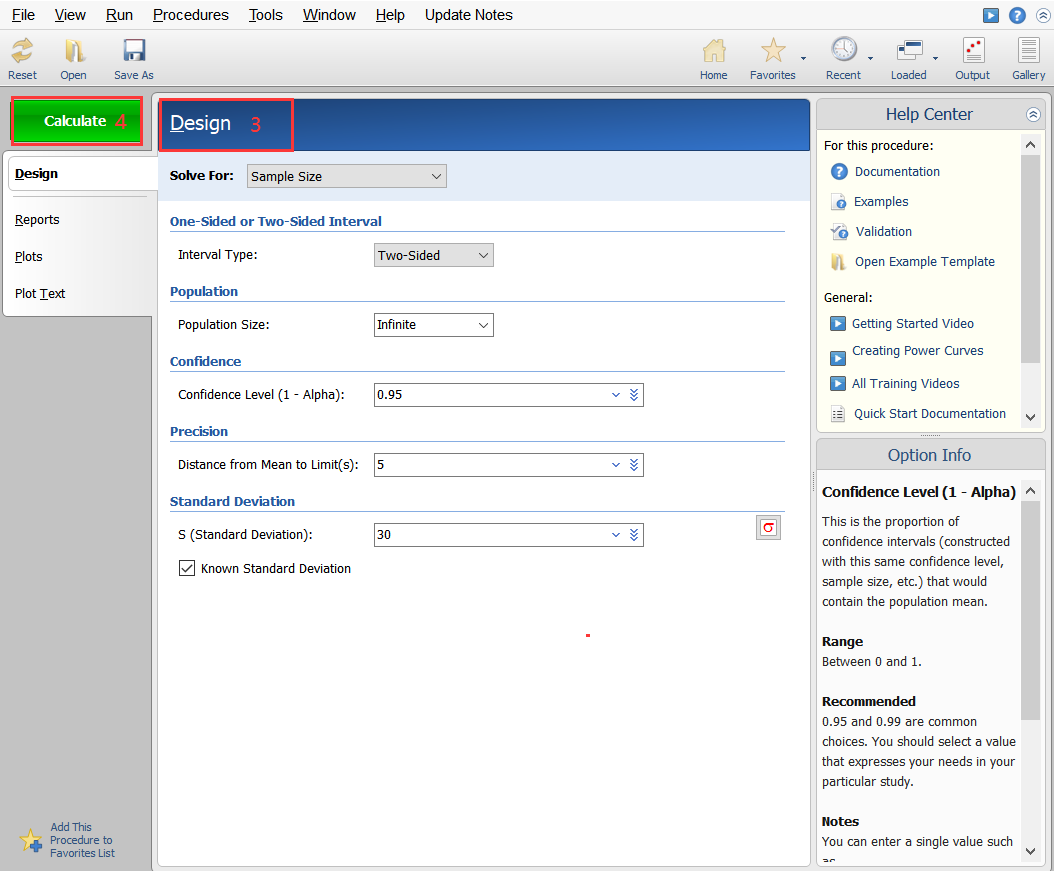 File View Run Procedures Tools Window Help Update Notes
Reset Open Save As Home Favorites Recent Loaded Output Gallery
Calculate 4
Design
Reports
Plots
Plot Text
Add This
Procedure to
Favorites List
Design 3
Solve For: Sample Size
One-Sided or Two-Sided Interval
Interval Type: Two-Sided
Population
Population Size: Infinite
Confidence
Confidence Level (1 - Alpha): 0.95
Precision
Distance from Mean to Limit(s): 5
Standard Deviation
S (Standard Deviation): 30
σ
Known Standard Deviation
Help Center
For this procedure:
Documentation
Examples
Validation
Open Example Template
General:
Getting Started Video
Creating Power Curves
All Training Videos
Quick Start Documentation
Option Info
Confidence Level (1 - Alpha)
This is the proportion of
confidence intervals (constructed
with this same confidence level,
sample size, etc.) that would
contain the population mean.
Range
Between 0 and 1.
Recommended
0.95 and 0.99 are common
choices. You should select a value
that expresses your needs in your
particular study.
Notes
You can enter a single value such
as